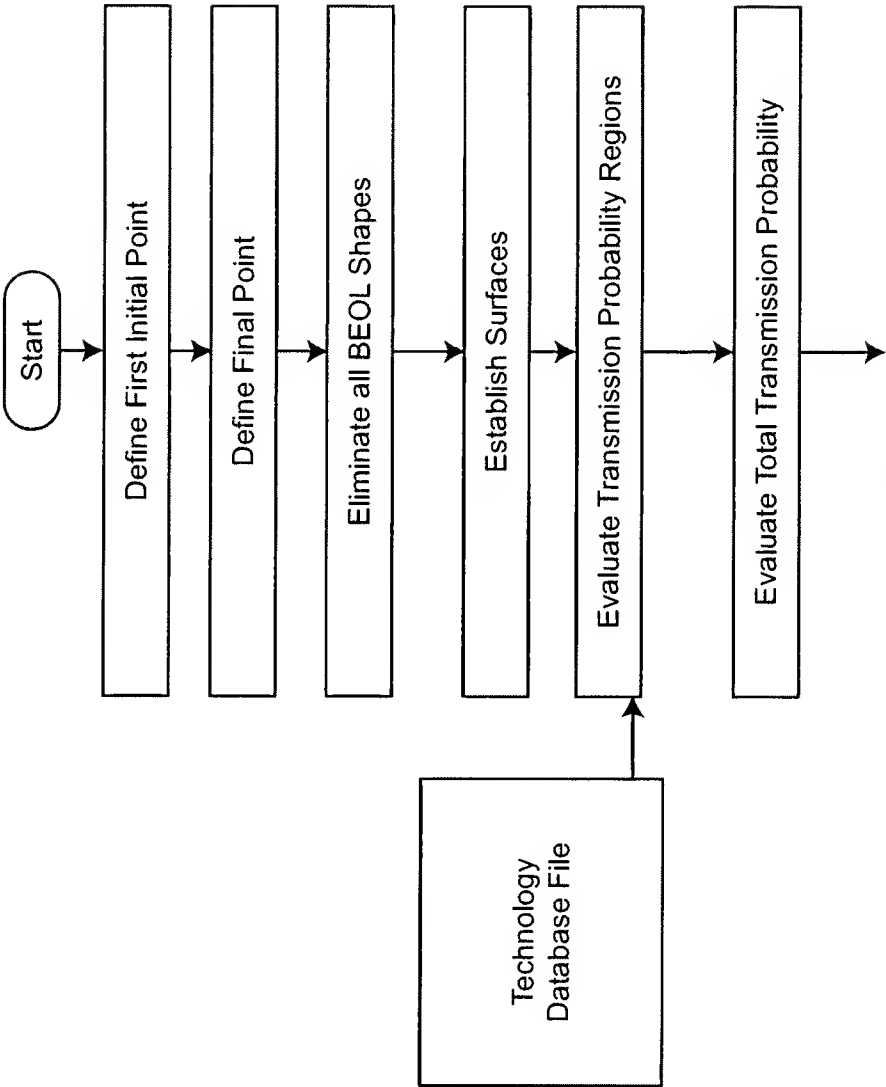 Start
Define First Initial Point
Define Final Point
Eliminate all BEOL Shapes
Establish Surfaces
Technology
Database File
Evaluate Transmission Probability Regions
Evaluate Total Transmission Probability